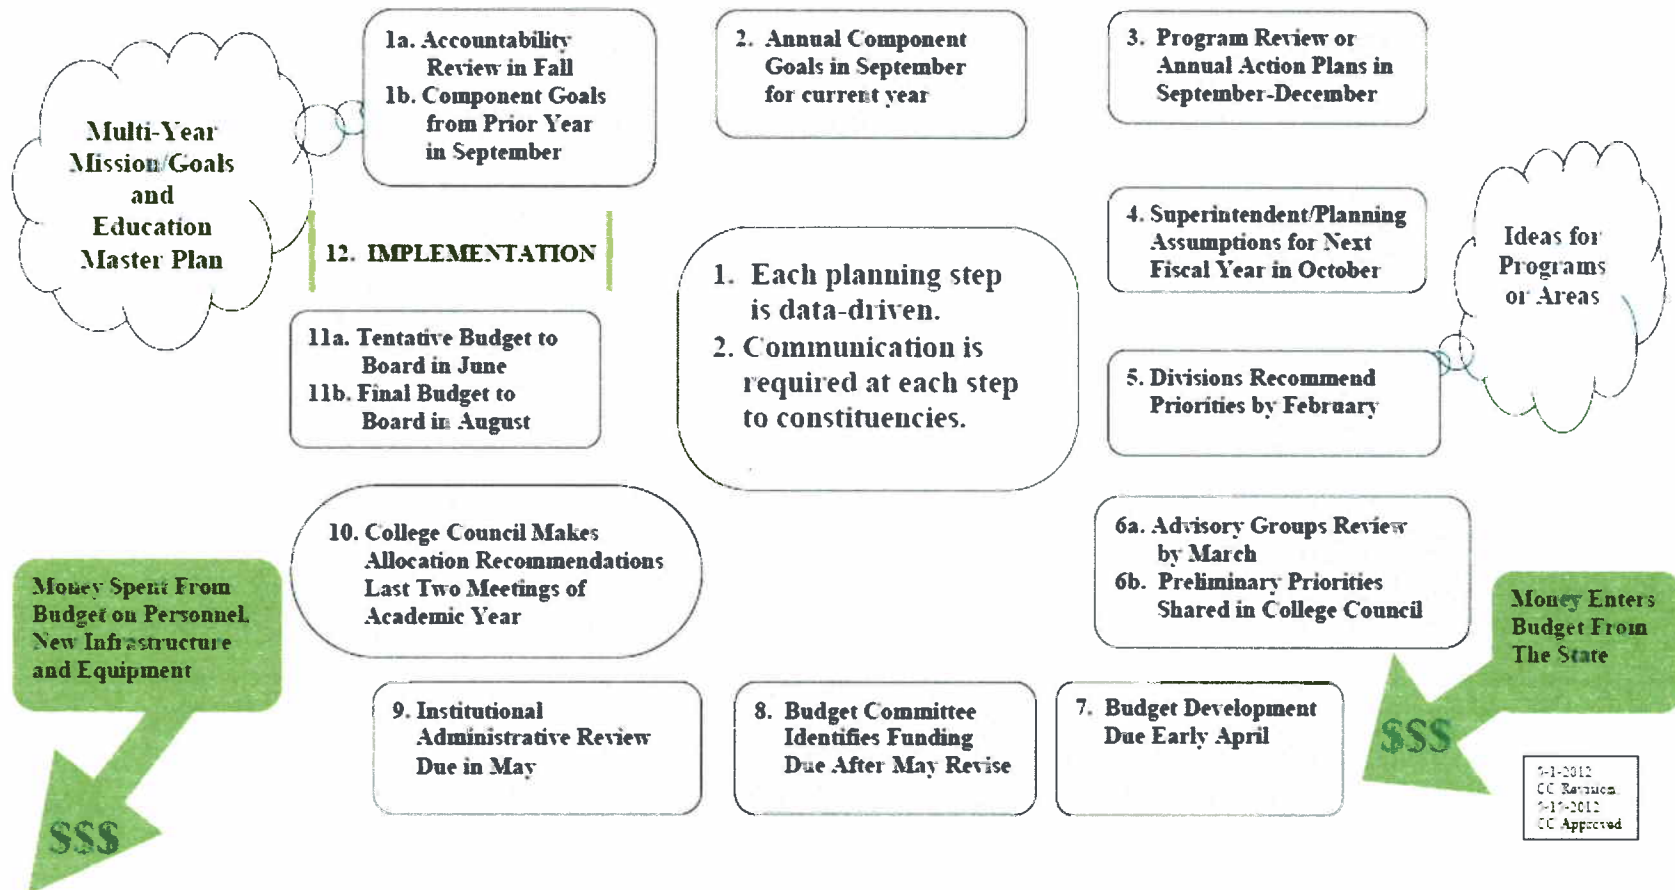 Multi-Year
Mission/Goals
and
Education
Master Plan
1a. Accountability
Review in Fall
1b. Component Goals
from Prior Year
in September
2. Annual Component
Goals in September
for current year
3. Program Review or
Annual Action Plans in
September-December
4. Superintendent/Planning
Assumptions for Next
Fiscal Year in October
Ideas for
Programs
or Areas
12. IMPLEMENTATION
1. Each planning step
is data-driven.
2. Communication is
required at each step
to constituencies.
11a. Tentative Budget to
Board in June
11b. Final Budget to
Board in August
5. Divisions Recommend
Priorities by February
10. College Council Makes
Allocation Recommendations
Last Two Meetings of
Academic Year
6a. Advisory Groups Review
by March
6b. Preliminary Priorities
Shared in College Council
Money Spent From
Budget on Personnel,
New Infrastructure
and Equipment
$$$
Money Enters
Budget From
The State
$$$
9. Institutional
Administrative Review
Due in May
8. Budget Committee
Identifies Funding
Due After May Revise
7. Budget Development
Due Early April
CC Revision
CC Approved